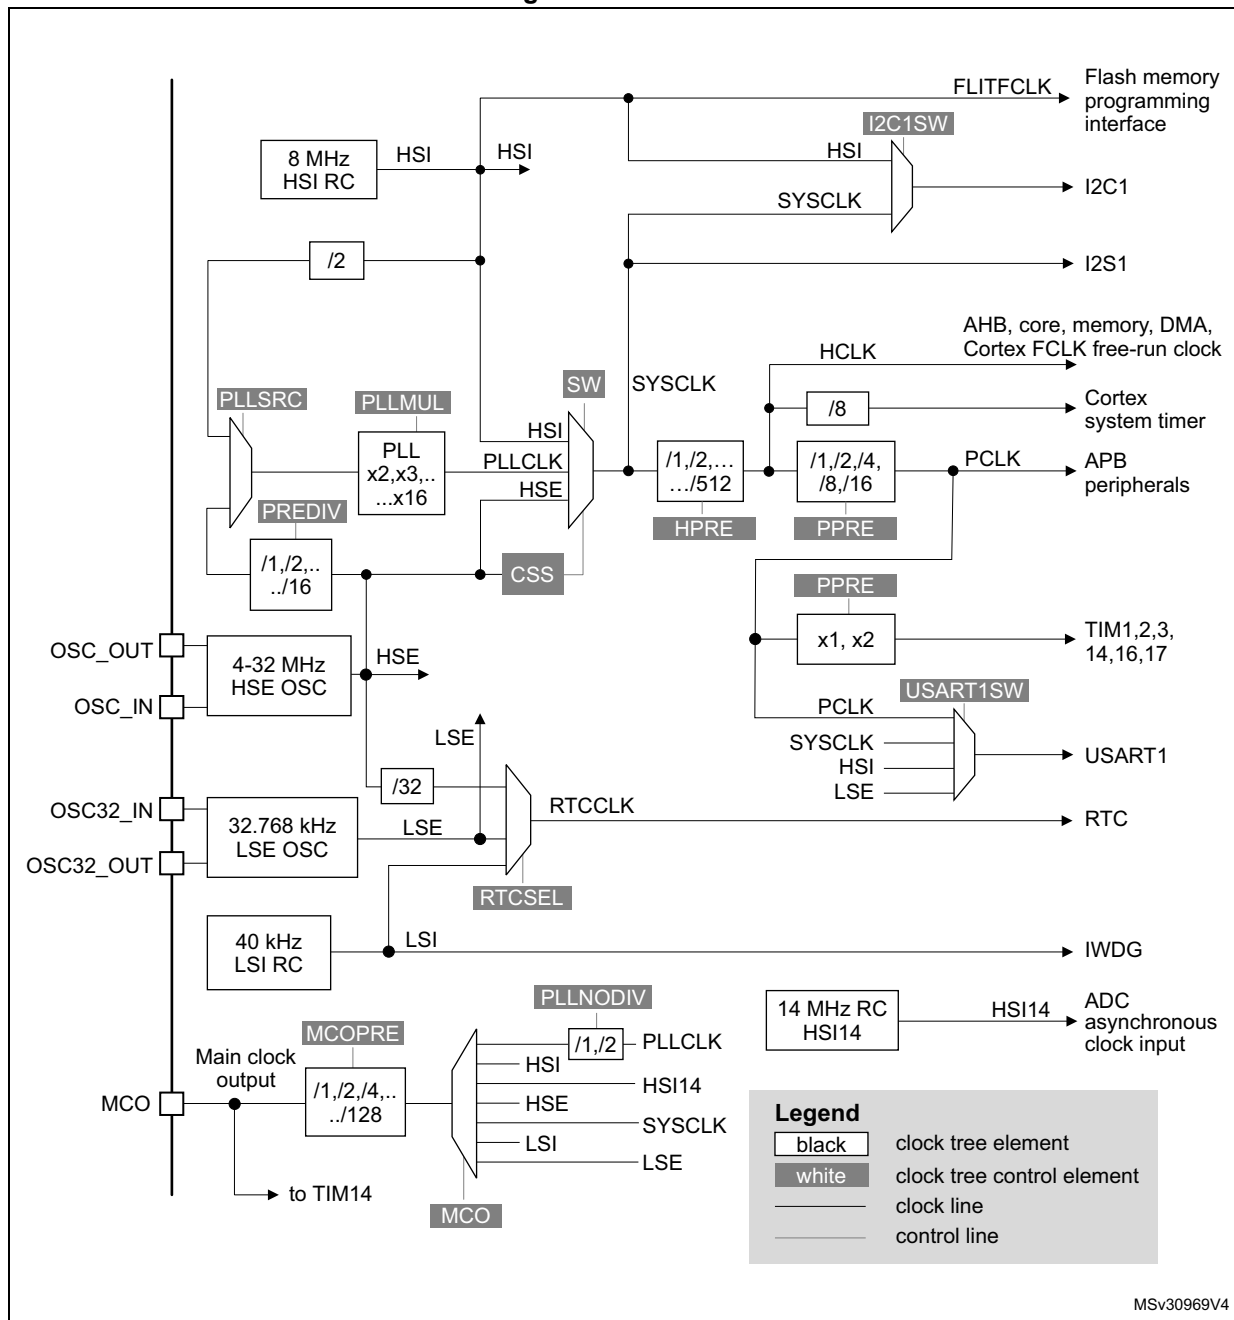 FLITFCLK
Flash memory
programming
interface
I2C1SW
8 MHz
HSI RC
HSI
HSI
HSI
SYSCLK
I2C1
/2
I2S1
AHB, core, memory, DMA,
Cortex FCLK free-run clock
HCLK
SW
SYSCLK
/8
Cortex
system timer
PLLSRC
PLLMUL
PLL
x2,x3,..
...x16
HSI
PLLCLK
HSE
/1,/2,...
.../512
HPRE
/1,/2,/4,
/8,/16
PPRE
PCLK
APB
peripherals
PREDIV
/1,/2,..
../16
CSS
PPRE
x1, x2
TIM1,2,3,
14,16,17
OSC_OUT
OSC_IN
4-32 MHz
HSE OSC
HSE
USART1SW
PCLK
SYSCLK
HSI
LSE
USART1
LSE
/32
RTCCLK
RTC
OSC32_IN
OSC32_OUT
32.768 kHz
LSE OSC
LSE
RTCSEL
40 kHz
LSI RC
LSI
IWDG
PLLNODIV
14 MHz RC
HSI14
HSI14
ADC
asynchronous
clock input
MCOPRE
Main clock
output
MCO
/1,/2,/4,..
../128
/1,/2
PLLCLK
HSI
HSI14
HSE
SYSCLK
LSI
LSE
to TIM14
MCO
Legend
black
clock tree element
white
clock tree control element
clock line
control line
MSv30969V4